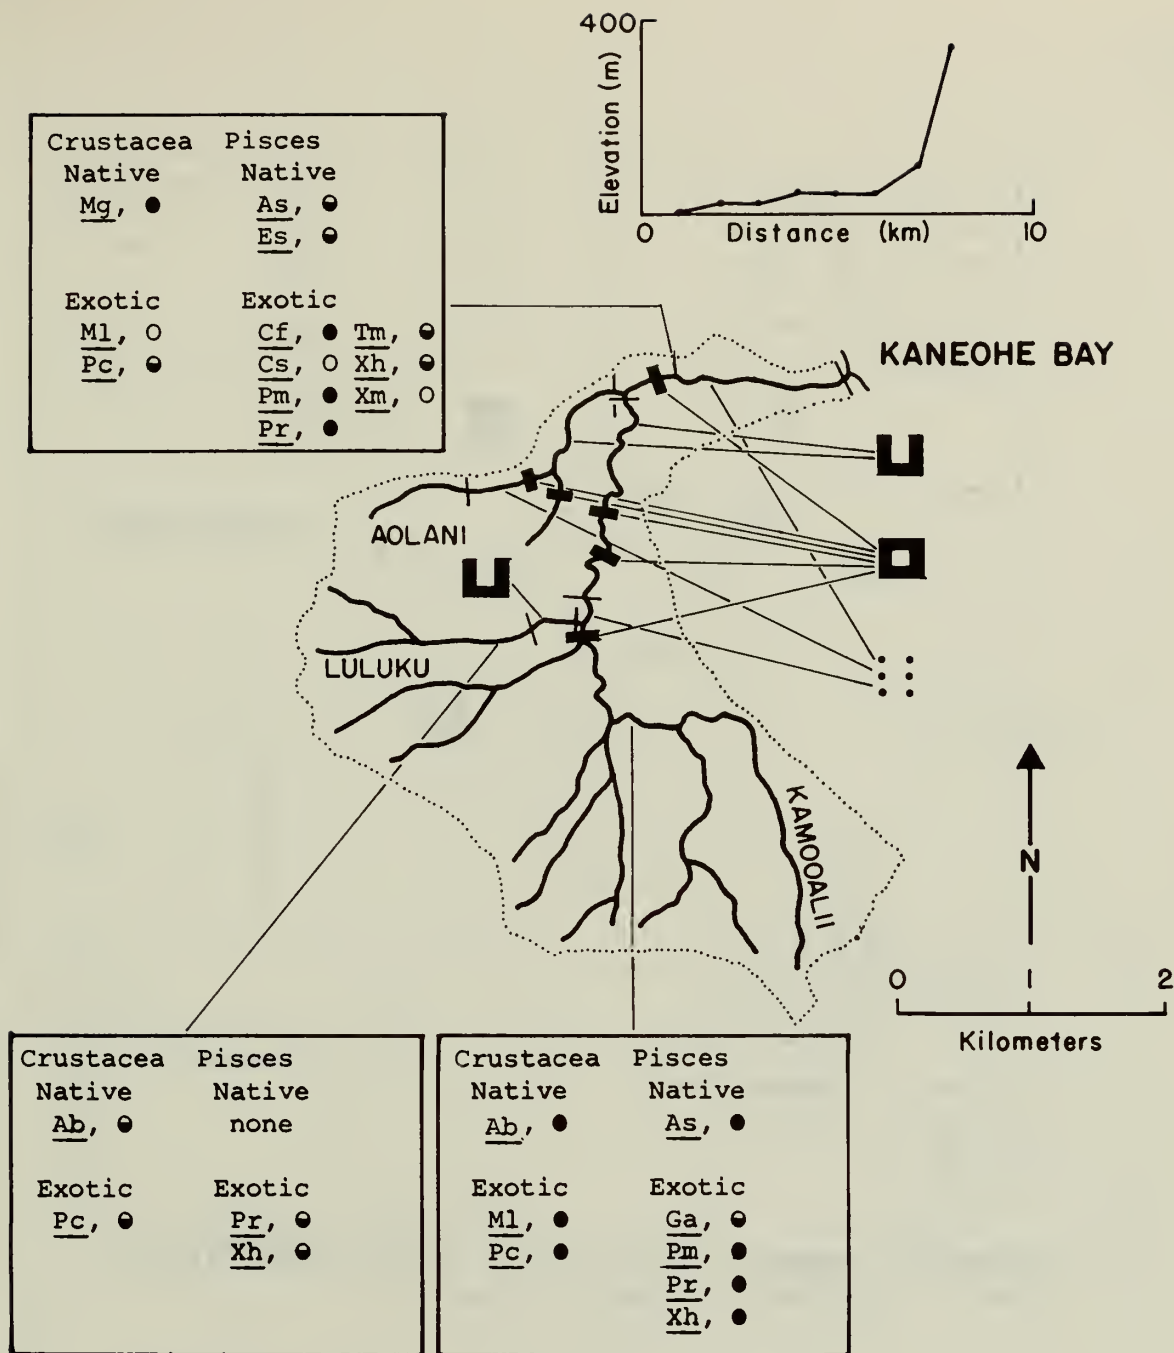 400
Elevation (m)
0 Distance (km) 10
Crustacea Pisces
Native Native
Mg, ● As, ◒
Es, ◒
Exotic Exotic
Ml, ○ Cf, ● Tm, ◒
Pc, ◒ Cs, ○ Xh, ◒
Pm, ● Xm, ○
Pr, ●
KANEOHE BAY
AOLANI
LULUKU
KAMOOALII
N
0 1 2
Kilometers
Crustacea Pisces
Native Native
Ab, ◒ none
Exotic Exotic
Pc, ◒ Pr, ◒
Xh, ◒
Crustacea Pisces
Native Native
Ab, ● As, ●
Exotic Exotic
Ml, ● Ga, ◒
Pc, ● Pm, ●
Pr, ●
Xh, ●